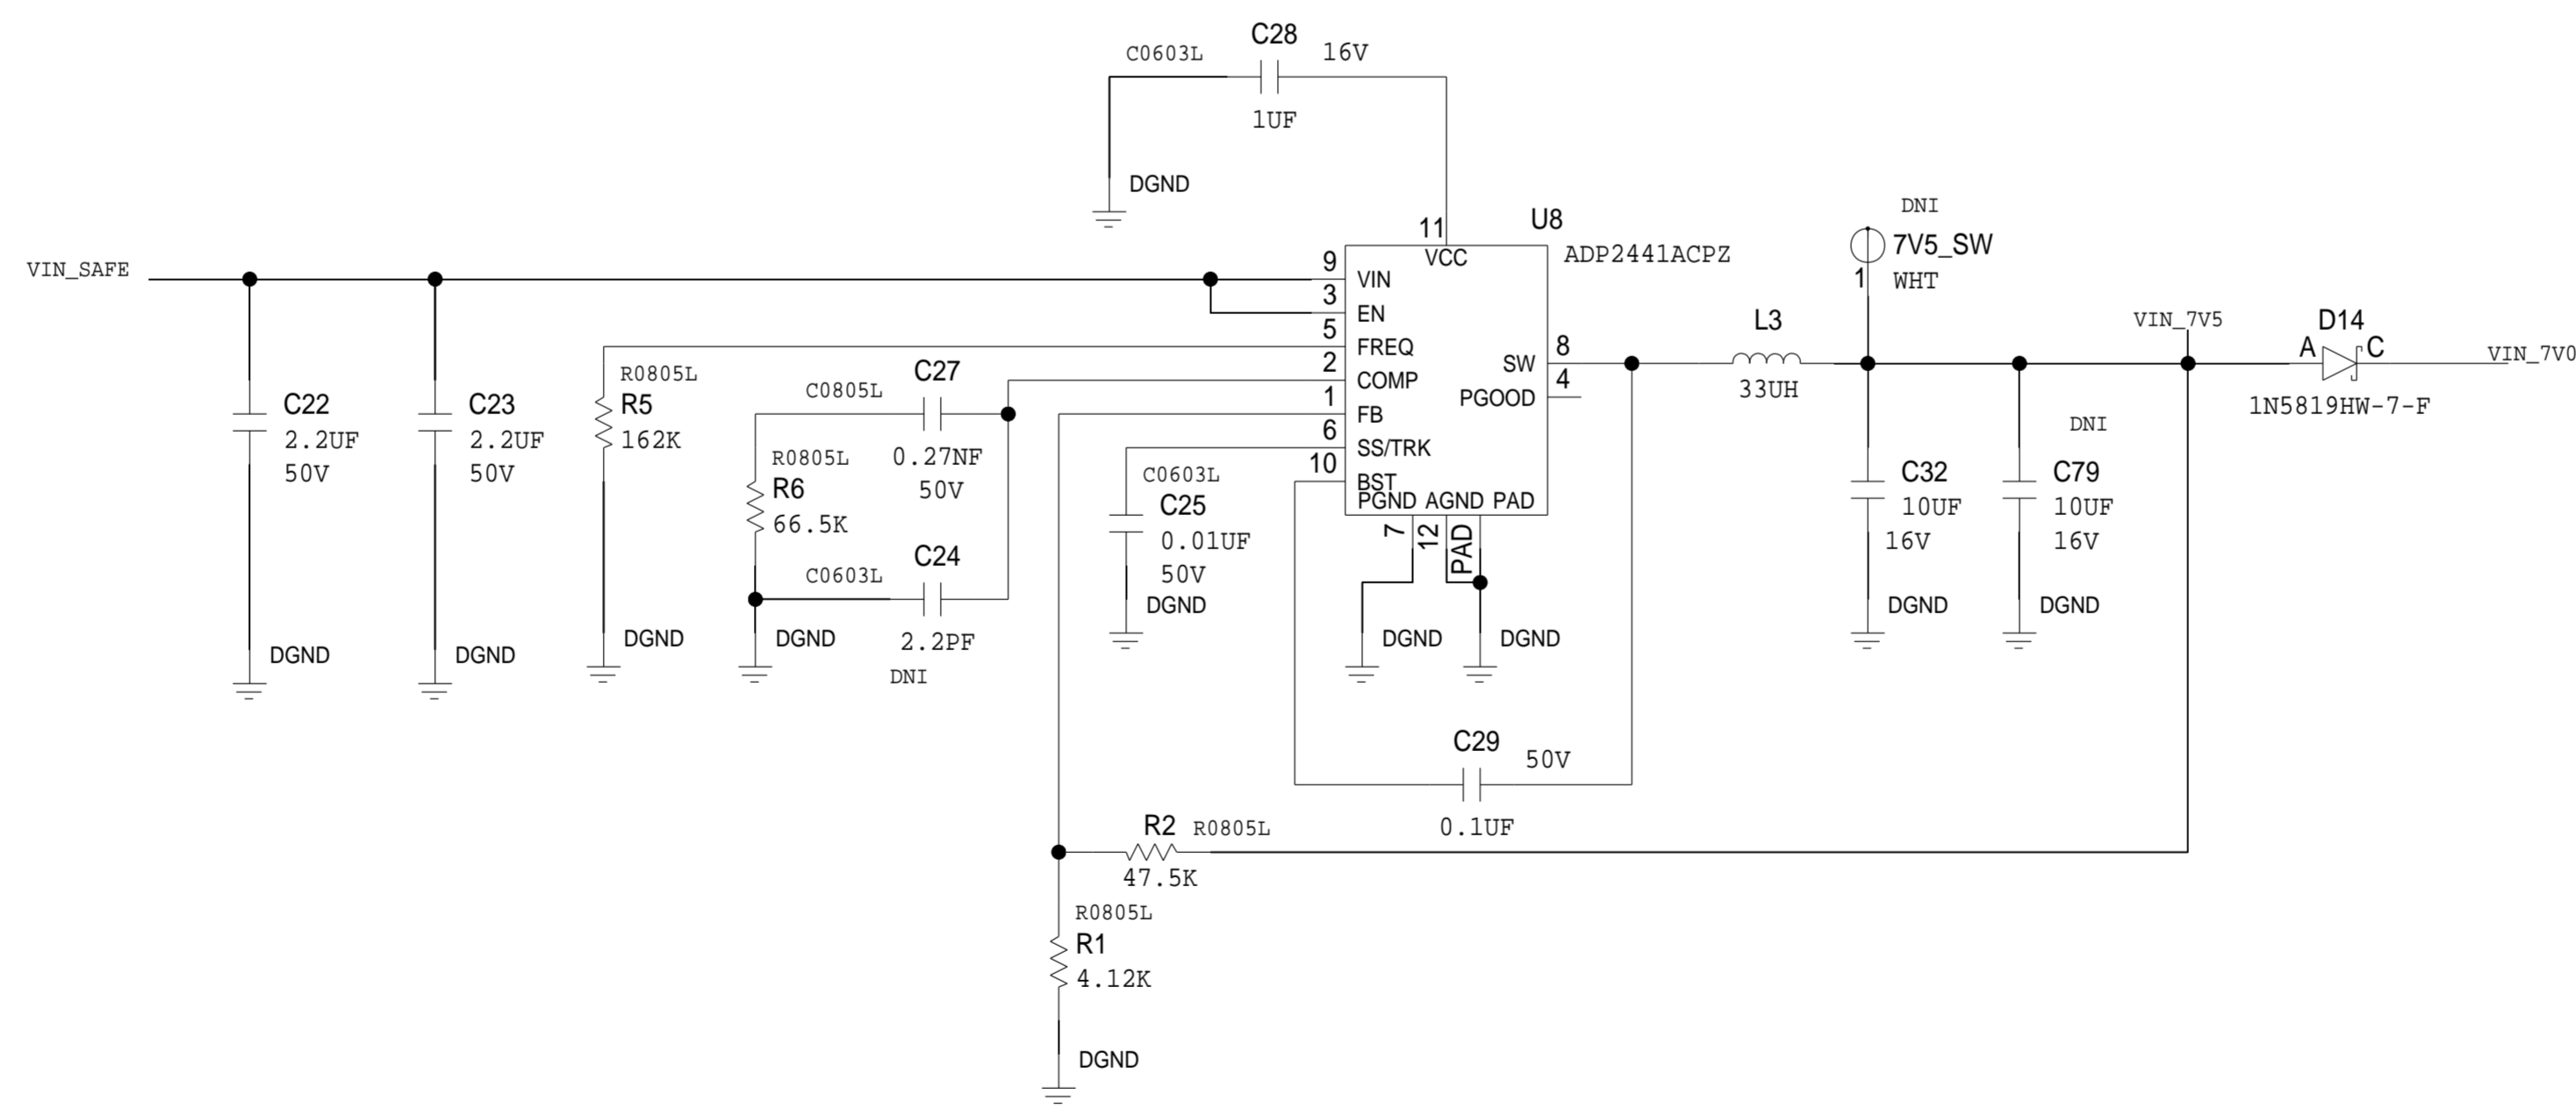 C28
C0603L
16V
1UF
DGND
VIN_SAFE
C22
2.2UF
50V
DGND
C23
2.2UF
50V
DGND
R0805L
R5
162K
DGND
C27
C0805L
0.27NF
50V
R0805L
R6
66.5K
DGND
C24
C0603L
2.2PF
DNI
C0603L
C25
0.01UF
50V
DGND
U8
ADP2441ACPZ
11
VCC
9
VIN
3
EN
5
FREQ
2
COMP
1
FB
6
SS/TRK
10
BST
PGND AGND PAD
7
12
PAD
SW
8
PGOOD
4
DGND
DGND
C29
50V
0.1UF
R2
R0805L
47.5K
R0805L
R1
4.12K
DGND
L3
33UH
DNI
7V5_SW
1
WHT
C32
10UF
16V
DGND
DNI
C79
10UF
16V
DGND
VIN_7V5
D14
A
C
1N5819HW-7-F
VIN_7V0